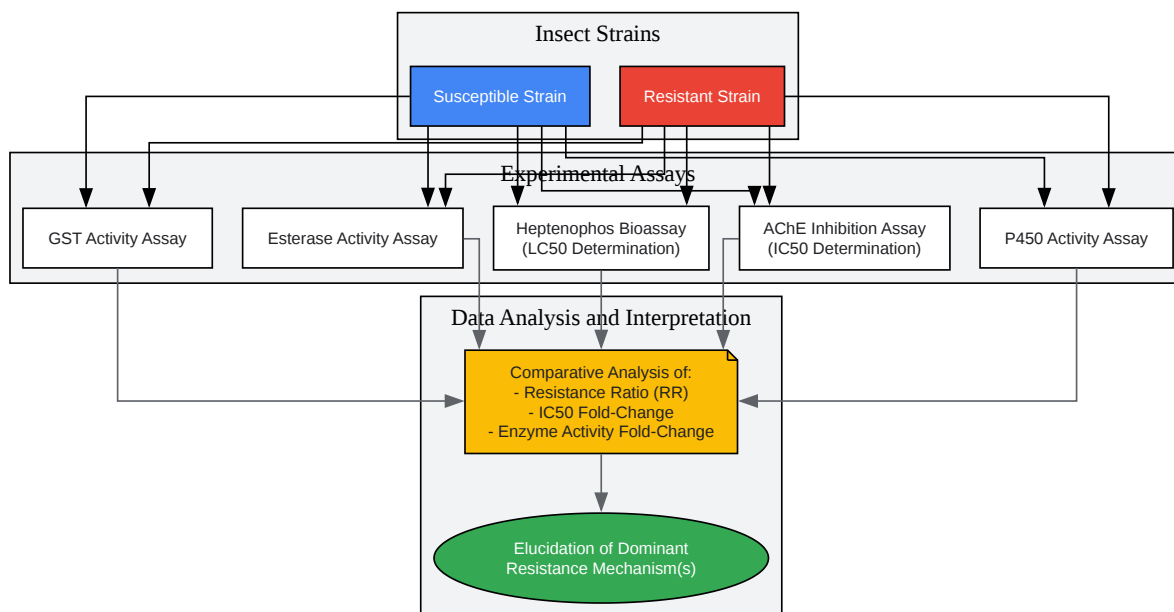 Insect Strains
Susceptible Strain
Resistant Strain
Experimental Assays
GST Activity Assay
Esterase Activity Assay
Heptenophos Bioassay
(LC50 Determination)
AChE Inhibition Assay
(IC50 Determination)
P450 Activity Assay
Data Analysis and Interpretation
Comparative Analysis of:
- Resistance Ratio (RR)
- IC50 Fold-Change
- Enzyme Activity Fold-Change
Elucidation of Dominant
Resistance Mechanism(s)